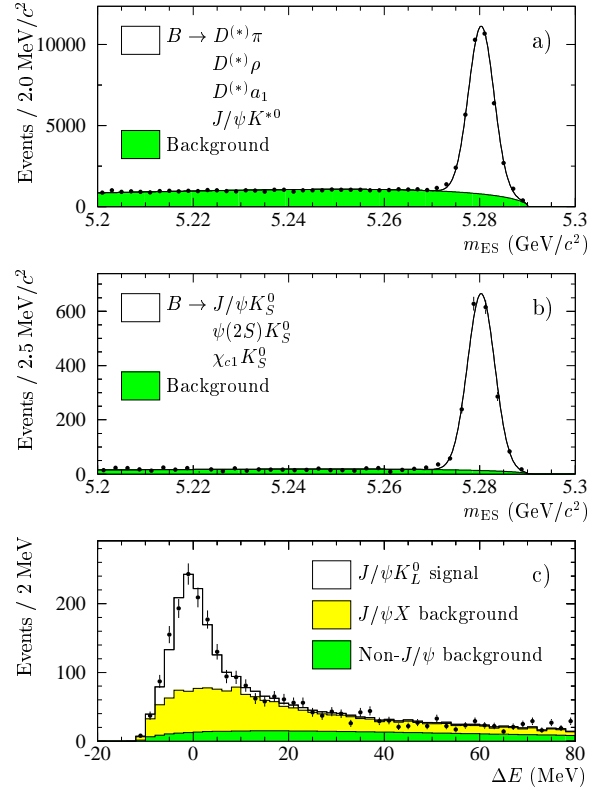 Events / 2.0 MeV/c²
10000
5000
0
B → D⁽*⁾π
D⁽*⁾ρ
D⁽*⁾a₁
J/ψK*⁰
Background
a)
5.2 5.22 5.24 5.26 5.28 5.3
m_ES (GeV/c²)
Events / 2.5 MeV/c²
600
400
200
0
B → J/ψK⁰_S
ψ(2S)K⁰_S
χ_c1K⁰_S
Background
b)
5.2 5.22 5.24 5.26 5.28 5.3
m_ES (GeV/c²)
Events / 2 MeV
200
100
0
J/ψK⁰_L signal
J/ψX background
Non-J/ψ background
c)
-20 0 20 40 60 80
ΔE (MeV)